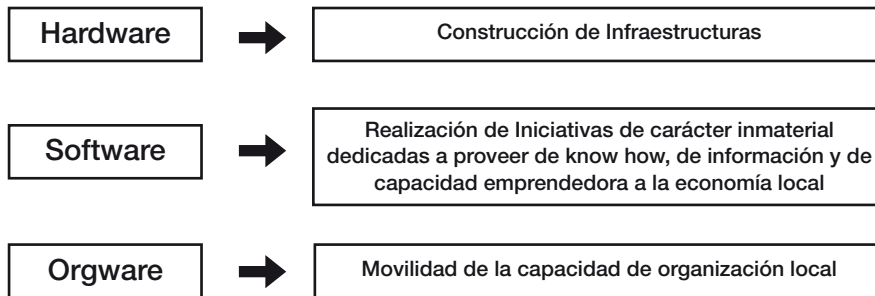 Hardware
Construcción de Infraestructuras
Software
Realización de Iniciativas de carácter inmaterial
dedicadas a proveer de know how, de información y de
capacidad emprendedora a la economía local
Orgware
Movilidad de la capacidad de organización local